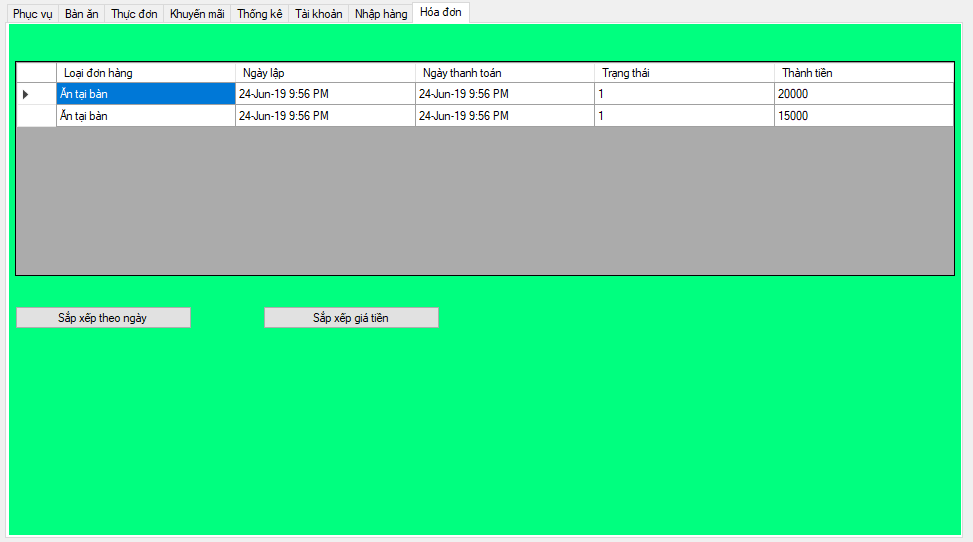 Phục vụ Bàn ăn Thực đơn Khuyến mãi Thống kê Tài khoản Nhập hàng Hóa đơn
Loại đơn hàng Ngày lập Ngày thanh toán Trạng thái Thành tiền
Ăn tại bàn 24-Jun-19 9:56 PM 24-Jun-19 9:56 PM 1 20000
Ăn tại bàn 24-Jun-19 9:56 PM 24-Jun-19 9:56 PM 1 15000
Sắp xếp theo ngày Sắp xếp giá tiền